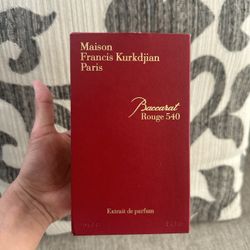 Maison
Francis Kurkdjian
Paris
Baccarat
Rouge 540
Extrait de parfum